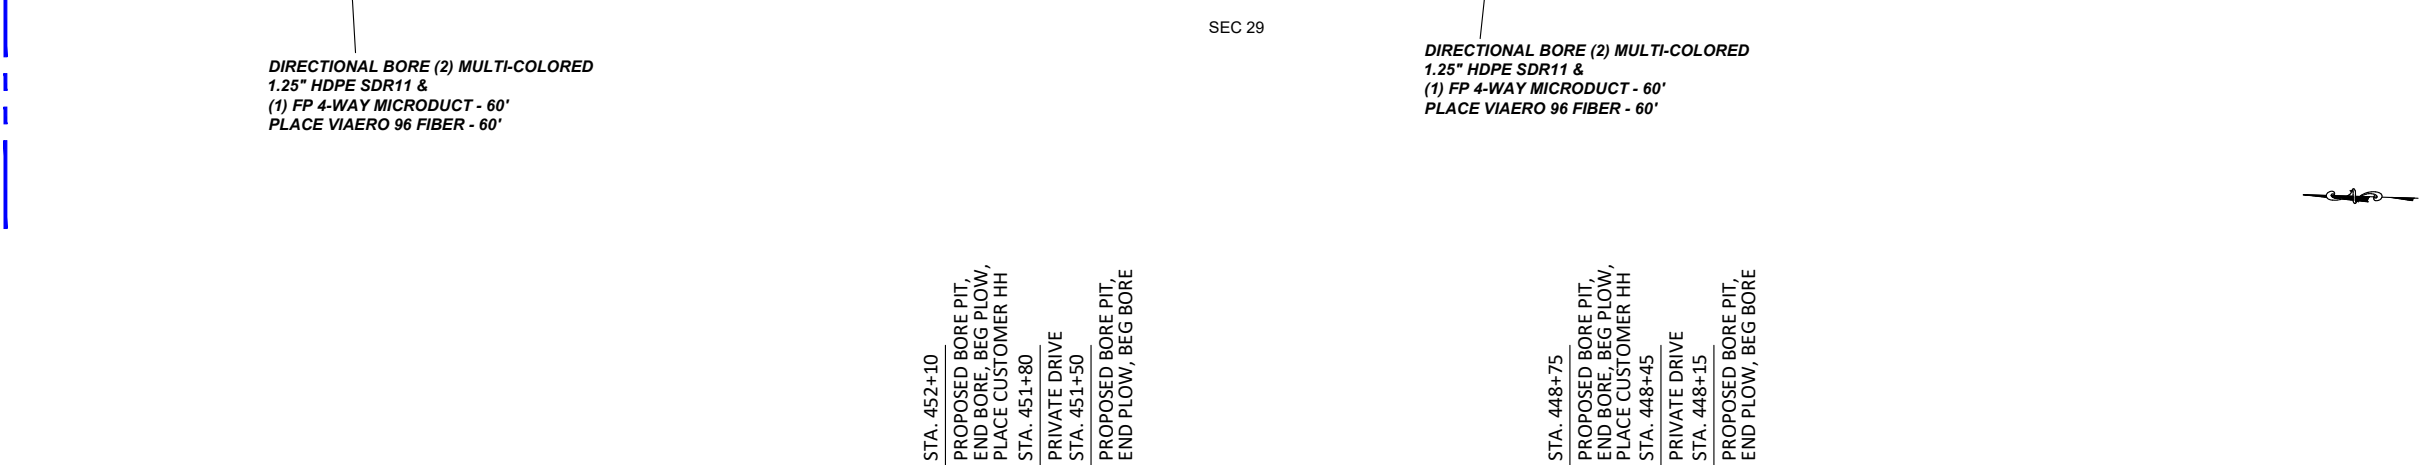 SEC 29
DIRECTIONAL BORE (2) MULTI-COLORED
1.25" HDPE SDR11 &
(1) FP 4-WAY MICRODUCT - 60'
PLACE VIAERO 96 FIBER - 60'
DIRECTIONAL BORE (2) MULTI-COLORED
1.25" HDPE SDR11 &
(1) FP 4-WAY MICRODUCT - 60'
PLACE VIAERO 96 FIBER - 60'
STA. 452+10
PROPOSED BORE PIT,
END BORE, BEG PLOW,
PLACE CUSTOMER HH
STA. 451+80
PRIVATE DRIVE
STA. 451+50
PROPOSED BORE PIT,
END PLOW, BEG BORE
STA. 448+75
PROPOSED BORE PIT,
END BORE, BEG PLOW,
PLACE CUSTOMER HH
STA. 448+45
PRIVATE DRIVE
STA. 448+15
PROPOSED BORE PIT,
END PLOW, BEG BORE